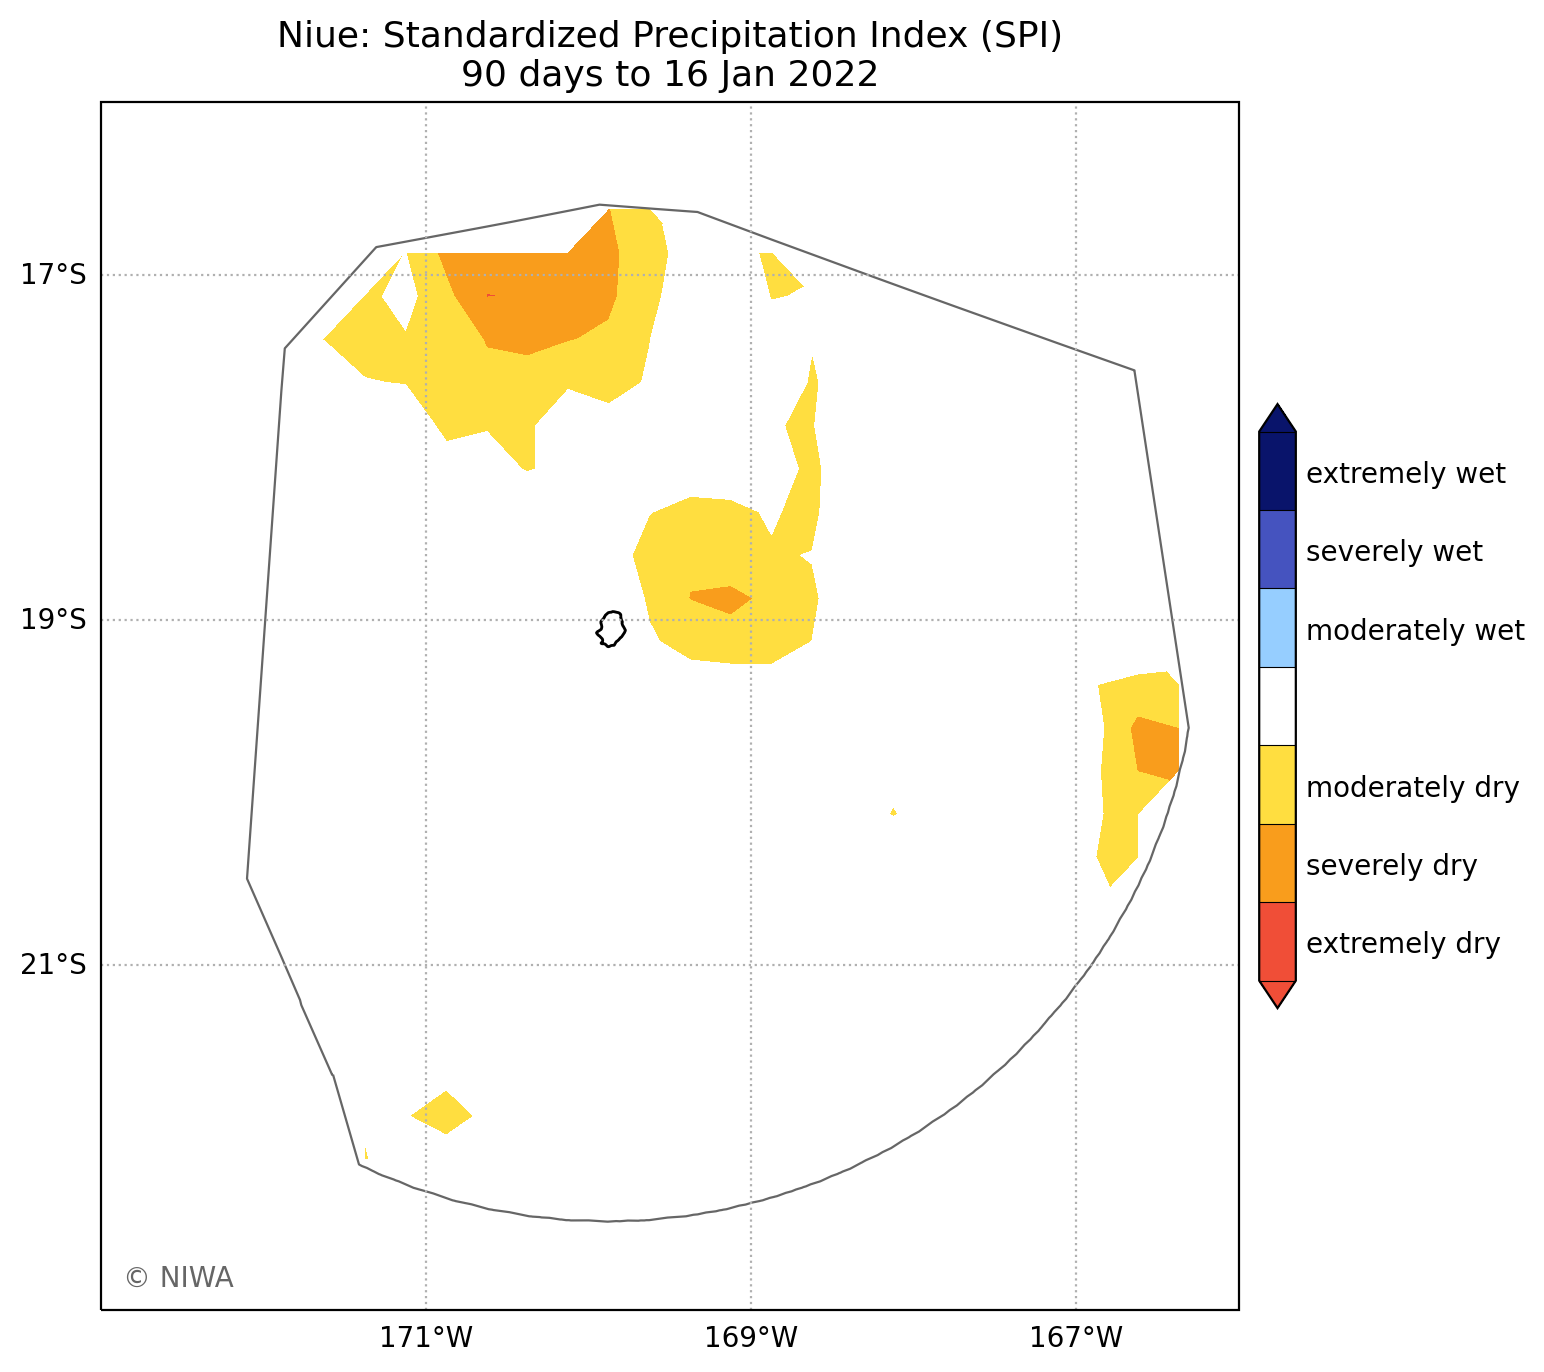 Niue: Standardized Precipitation Index (SPI)
90 days to 16 Jan 2022
17°S
19°S
21°S
171°W
169°W
167°W
extremely wet
severely wet
moderately wet
moderately dry
severely dry
extremely dry
© NIWA